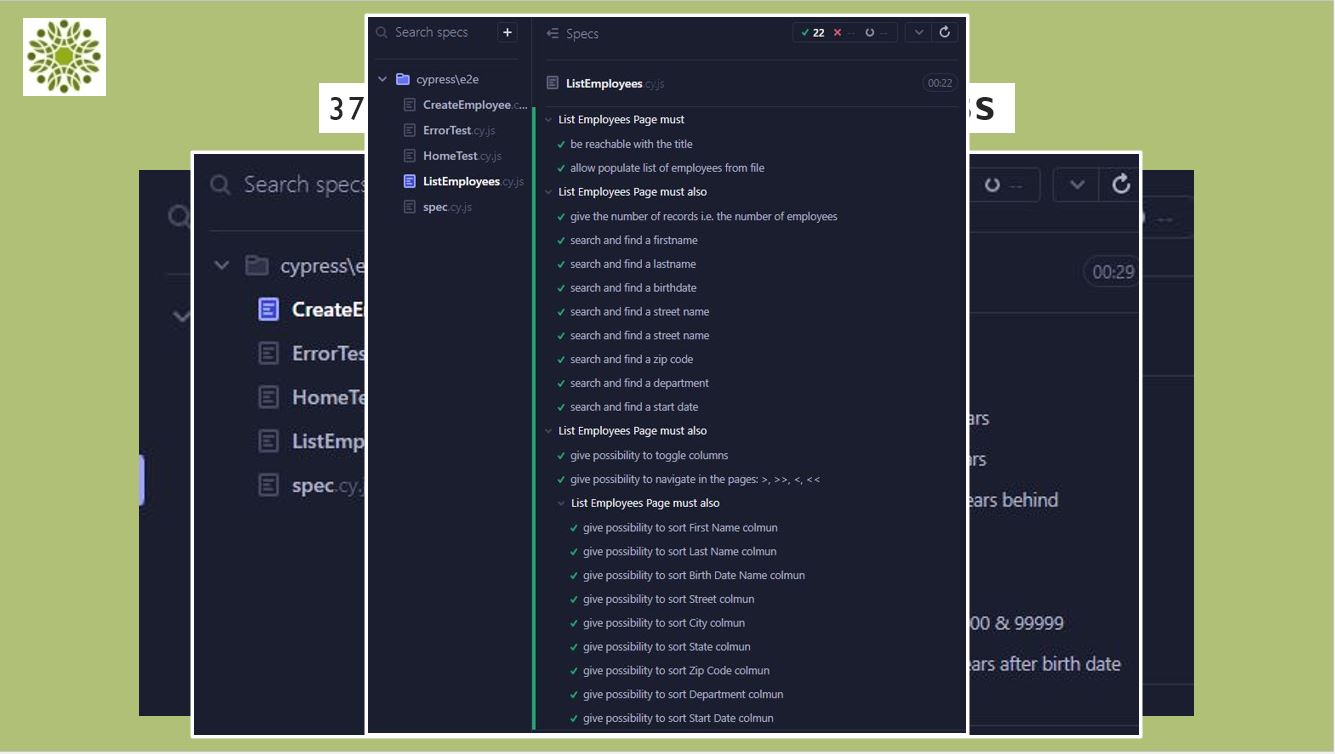 37
S
Search specs
+
Specs
22
--
--
cypress\e2e
CreateEmployee.c...
ErrorTest.cy.js
HomeTest.cy.js
ListEmployees.cy.js
spec.cy.js
ListEmployees.cy.js
00:22
List Employees Page must
be reachable with the title
allow populate list of employees from file
List Employees Page must also
give the number of records i.e. the number of employees
search and find a firstname
search and find a lastname
search and find a birthdate
search and find a street name
search and find a street name
search and find a zip code
search and find a department
search and find a start date
List Employees Page must also
give possibility to toggle columns
give possibility to navigate in the pages: >, >>, <, <<
List Employees Page must also
give possibility to sort First Name colmun
give possibility to sort Last Name colmun
give possibility to sort Birth Date Name colmun
give possibility to sort Street colmun
give possibility to sort City colmun
give possibility to sort State colmun
give possibility to sort Zip Code colmun
give possibility to sort Department colmun
give possibility to sort Start Date colmun
Search specs
cypress\e
CreateE
ErrorTes
HomeTe
ListEmp
spec.cy.j
--
00:29
ars
ars
ears behind
00 & 99999
ears after birth date
--